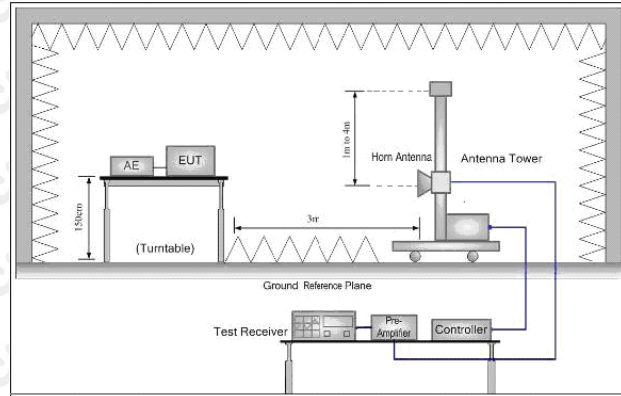 1m to 4m
Horn Antenna
Antenna Tower
AE
EUT
150cm
(Turntable)
3m
Ground Reference Plane
Test Receiver
Pre-
Amplifier
Controller